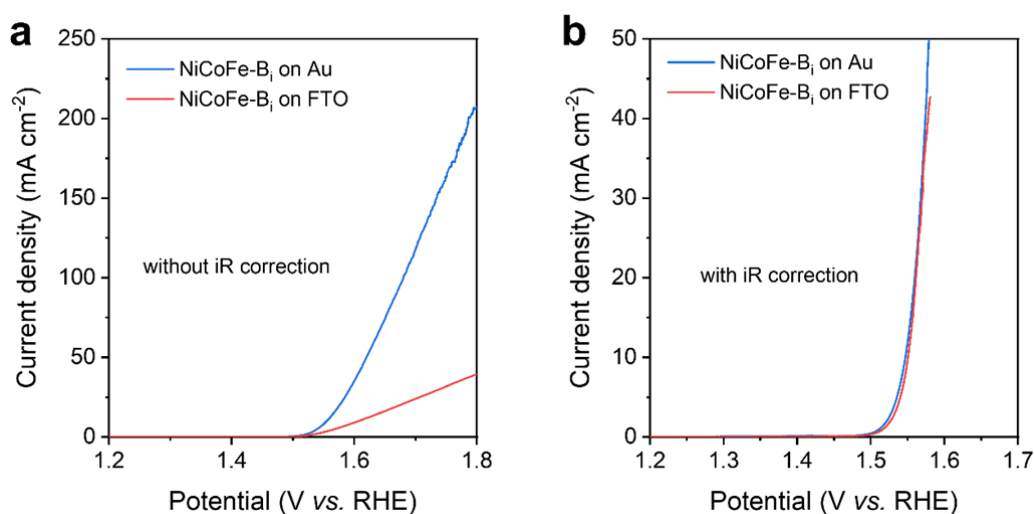 a
250
200
150
100
50
0
NiCoFe-Bi on Au
NiCoFe-Bi on FTO
without iR correction
1.2
1.4
1.6
1.8
Potential (V vs. RHE)
Current density (mA cm-2)
b
50
40
30
20
10
0
NiCoFe-Bi on Au
NiCoFe-Bi on FTO
with iR correction
1.2
1.3
1.4
1.5
1.6
1.7
Potential (V vs. RHE)
Current density (mA cm-2)